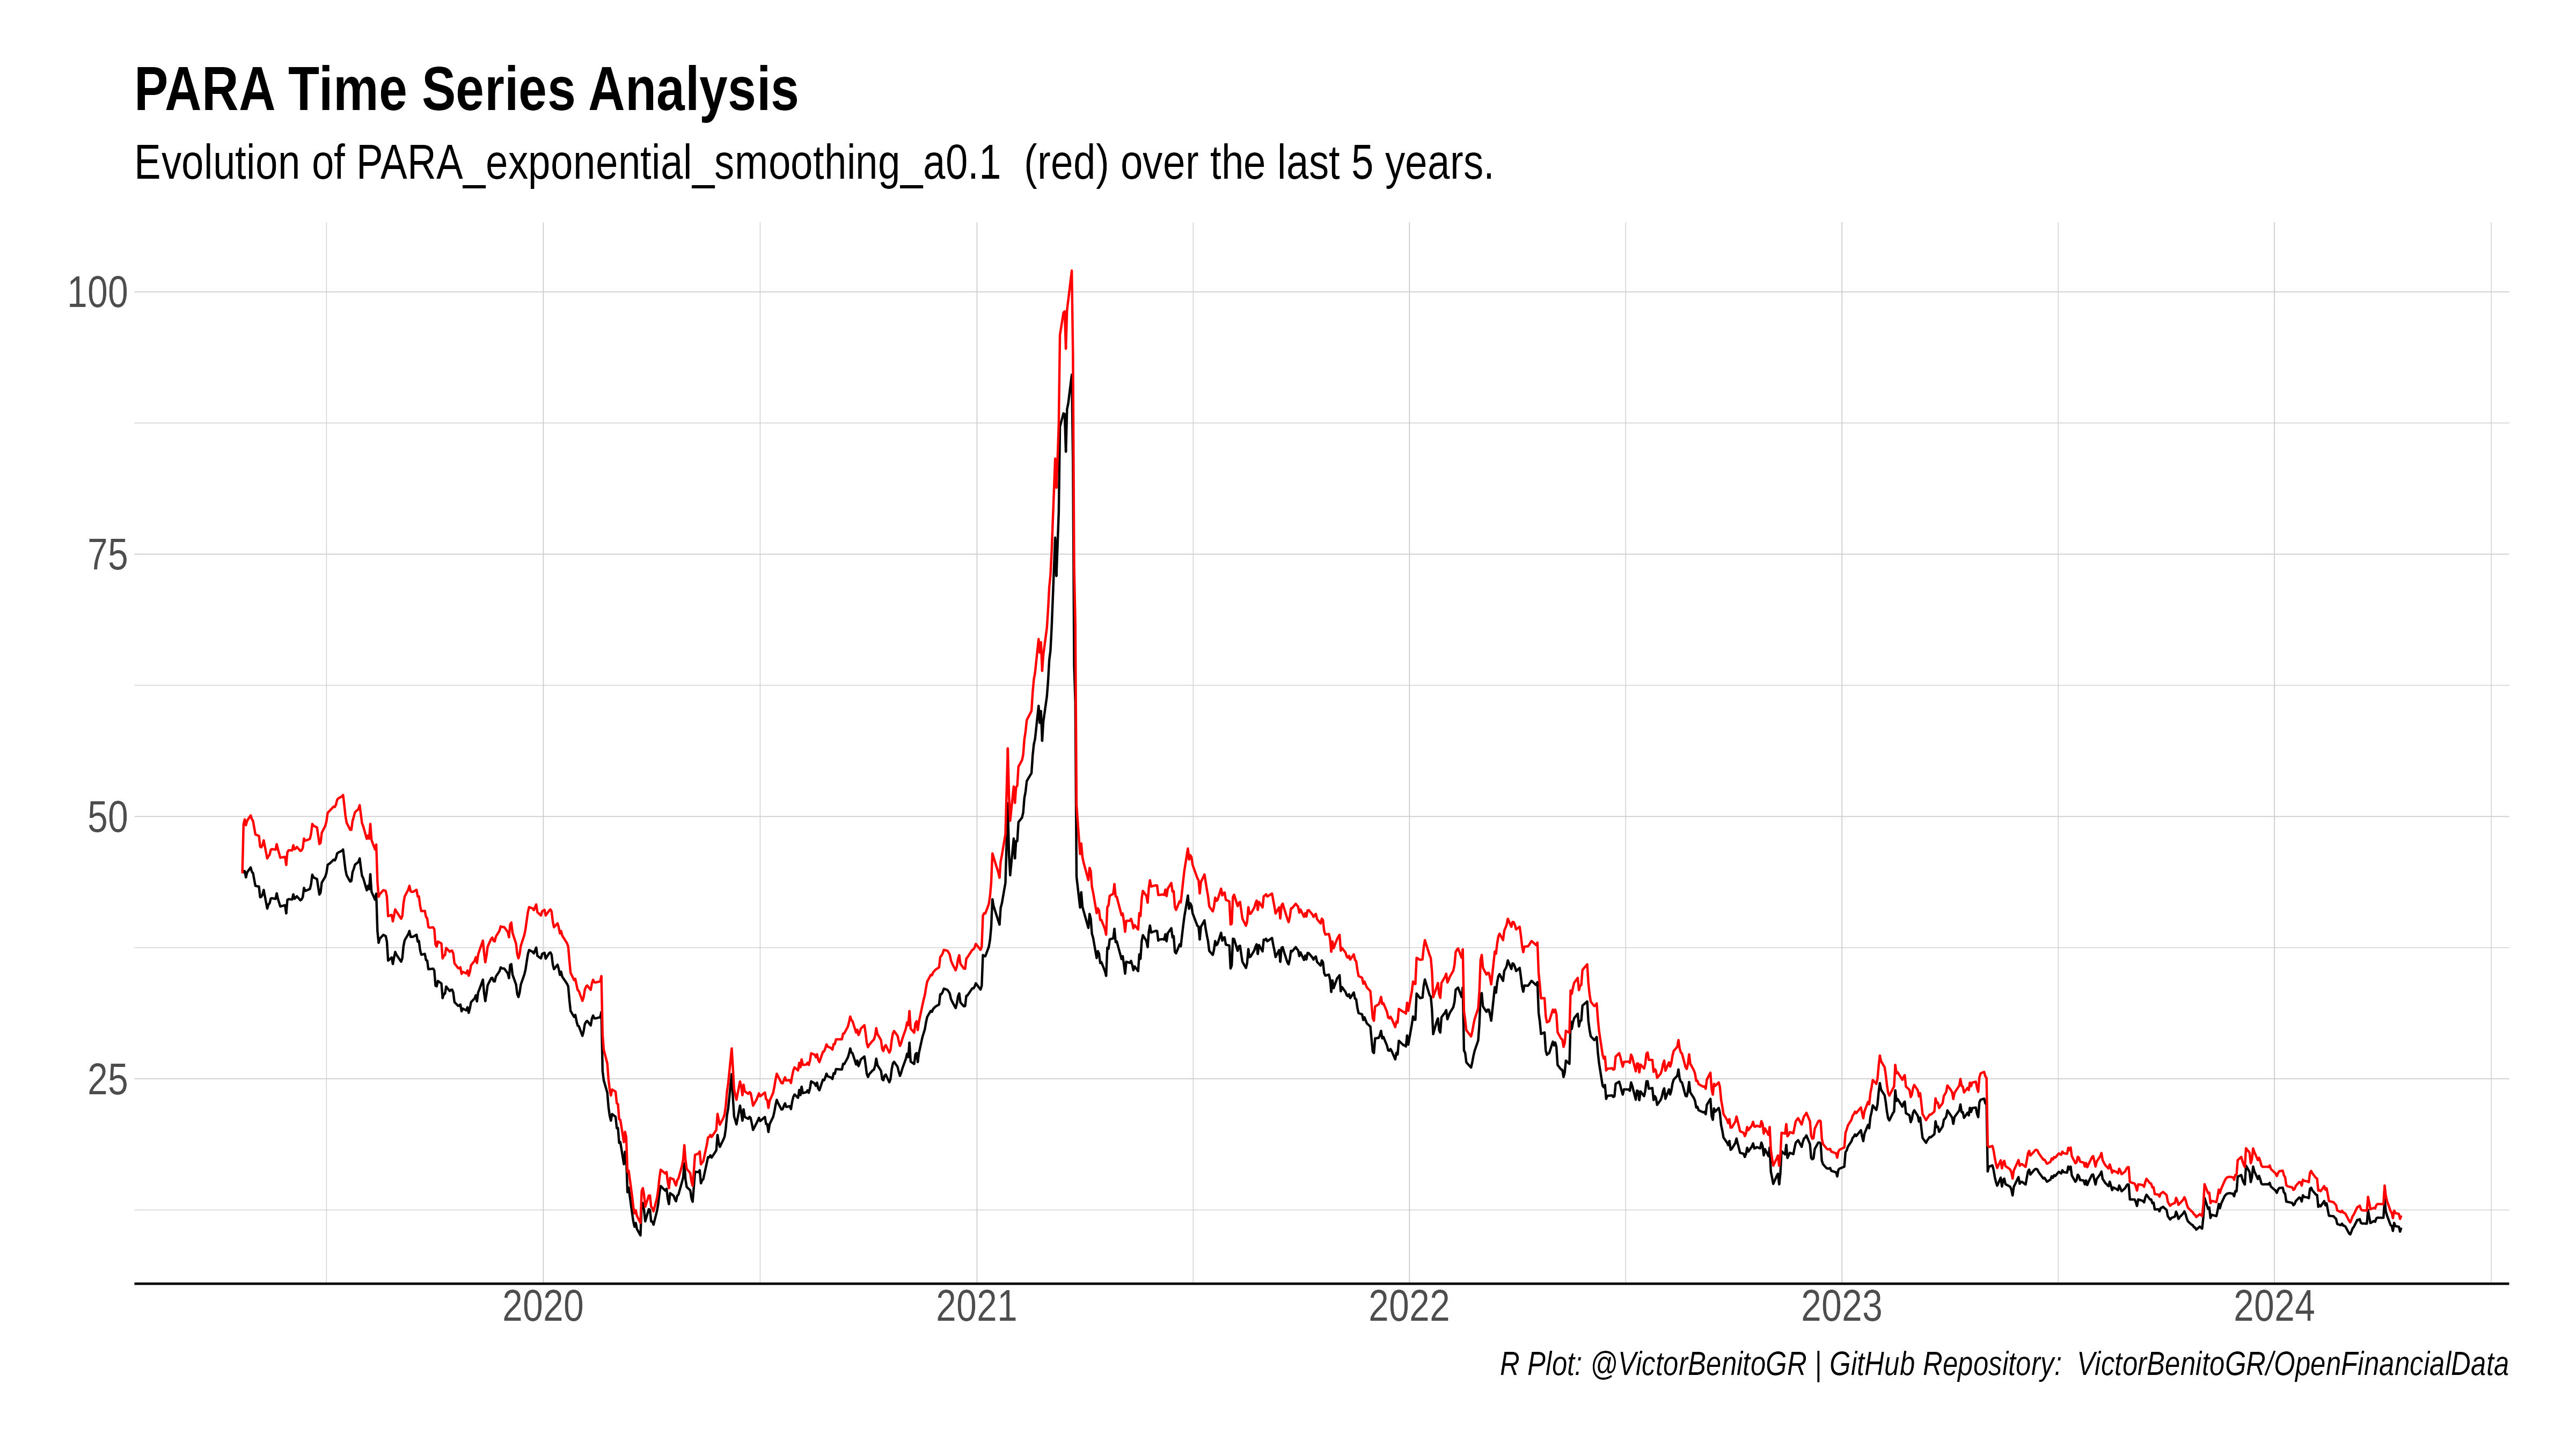 PARA Time Series Analysis
Evolution of PARA_exponential_smoothing_a0.1  (red) over the last 5 years.
100
75
50
25
2020 2021 2022 2023 2024
R Plot: @VictorBenitoGR | GitHub Repository:  VictorBenitoGR/OpenFinancialData